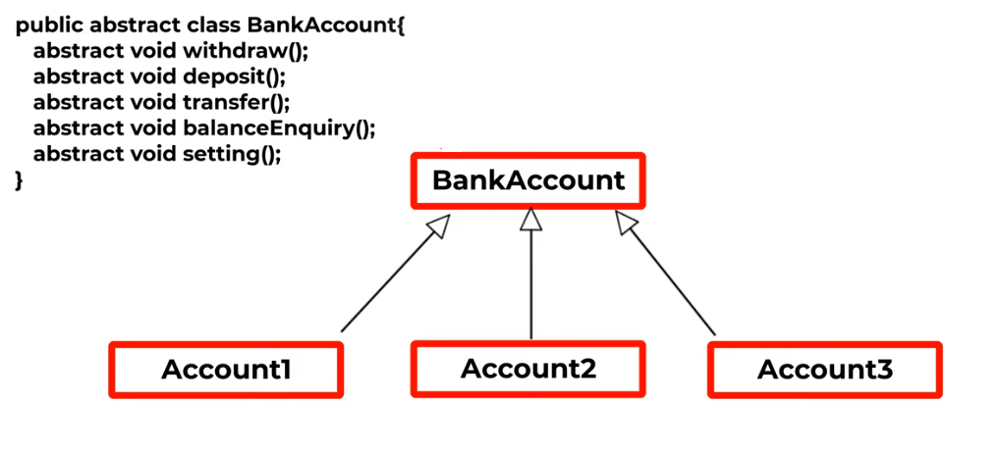 public abstract class BankAccount{
abstract void withdraw();
abstract void deposit();
abstract void transfer();
abstract void balanceEnquiry();
abstract void setting();
}
BankAccount
Account1
Account2
Account3